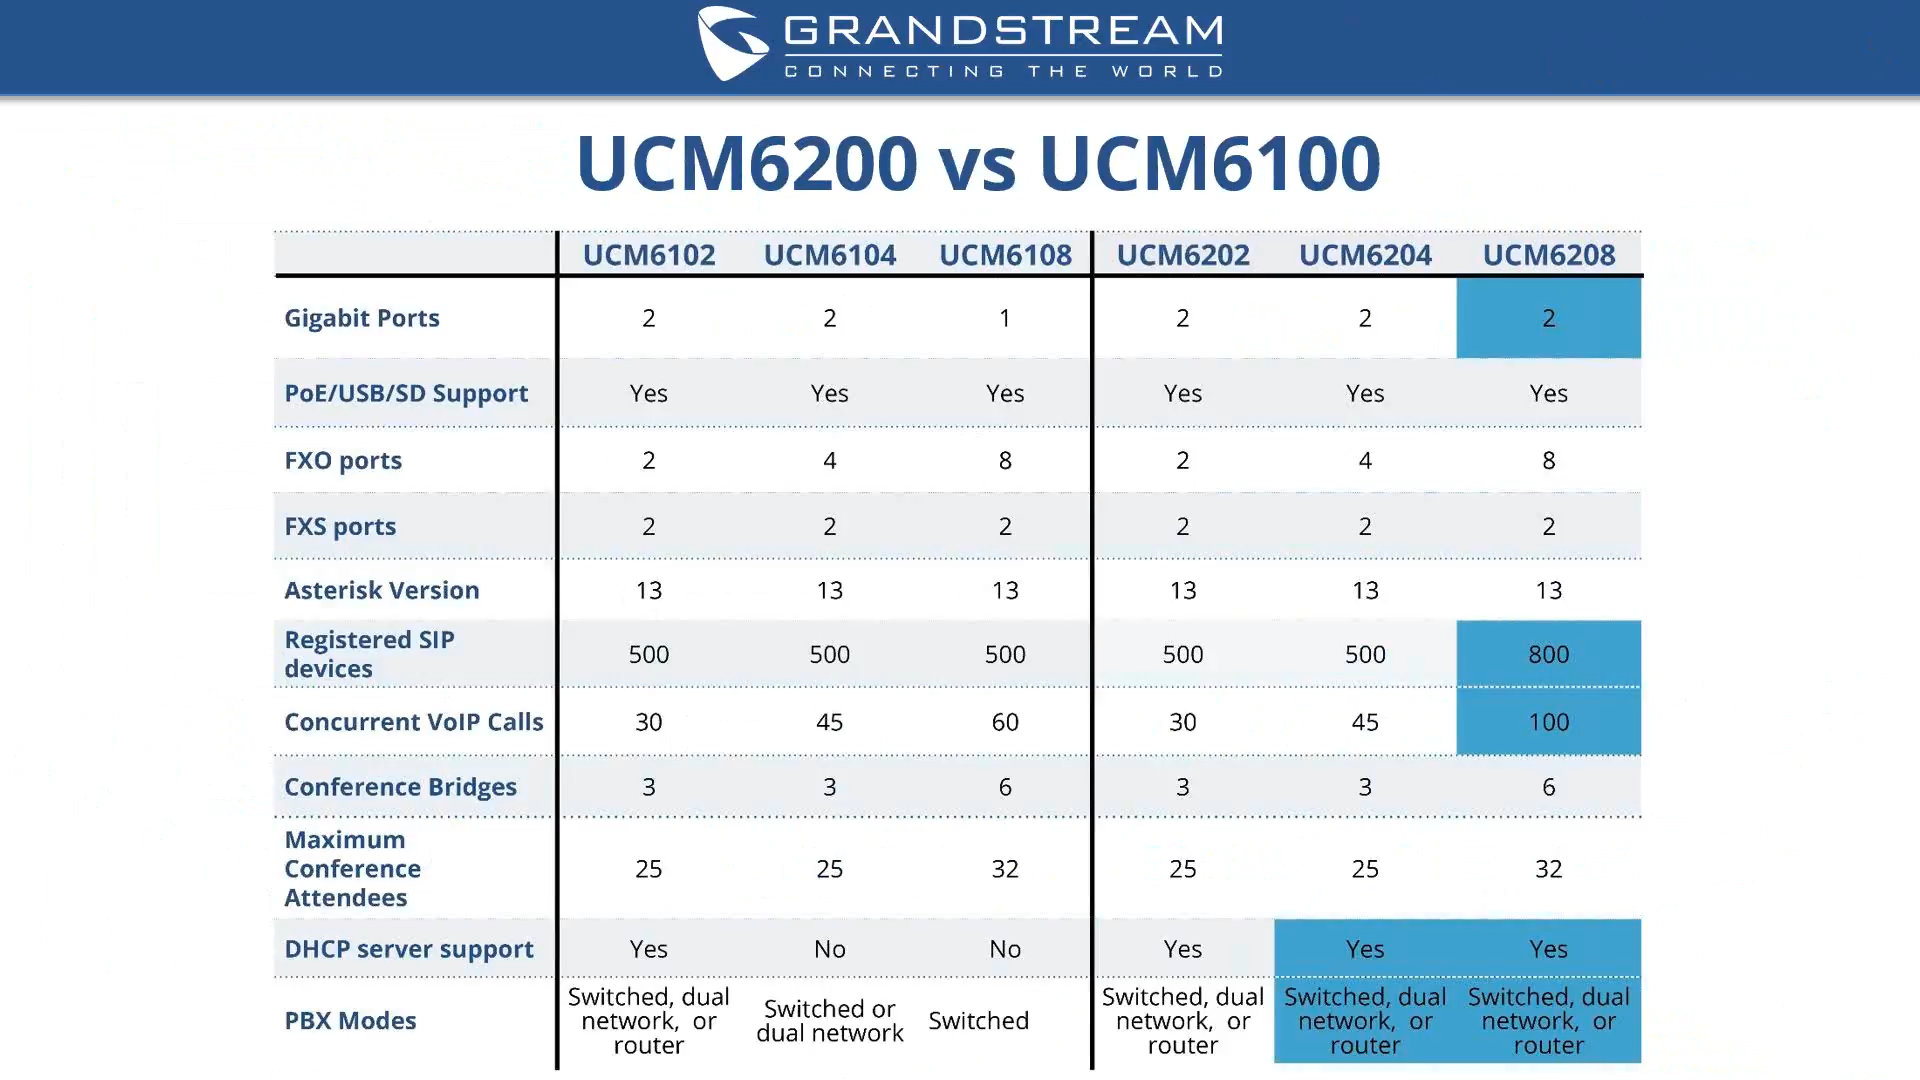 GRANDSTREAM
CONNECTING THE WORLD
UCM6200 vs UCM6100
UCM6102 UCM6104 UCM6108 UCM6202 UCM6204 UCM6208
Gigabit Ports 2 2 1 2 2 2
PoE/USB/SD Support Yes Yes Yes Yes Yes Yes
FXO ports 2 4 8 2 4 8
FXS ports 2 2 2 2 2 2
Asterisk Version 13 13 13 13 13 13
Registered SIP
devices 500 500 500 500 500 800
Concurrent VoIP Calls 30 45 60 30 45 100
Conference Bridges 3 3 6 3 3 6
Maximum
Conference
Attendees 25 25 32 25 25 32
DHCP server support Yes No No Yes Yes Yes
PBX Modes
Switched, dual
network, or
router
Switched or
dual network
Switched
Switched, dual
network, or
router
Switched, dual
network, or
router
Switched, dual
network, or
router